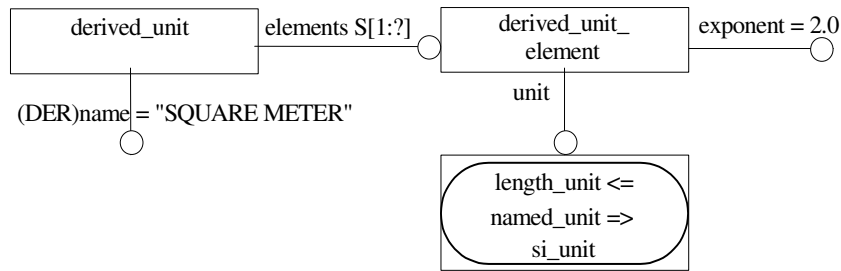 derived_unit
elements S[1:?]
derived_unit_
element
exponent = 2.0
(DER)name = "SQUARE METER"
unit
length_unit <=
named_unit =>
si_unit